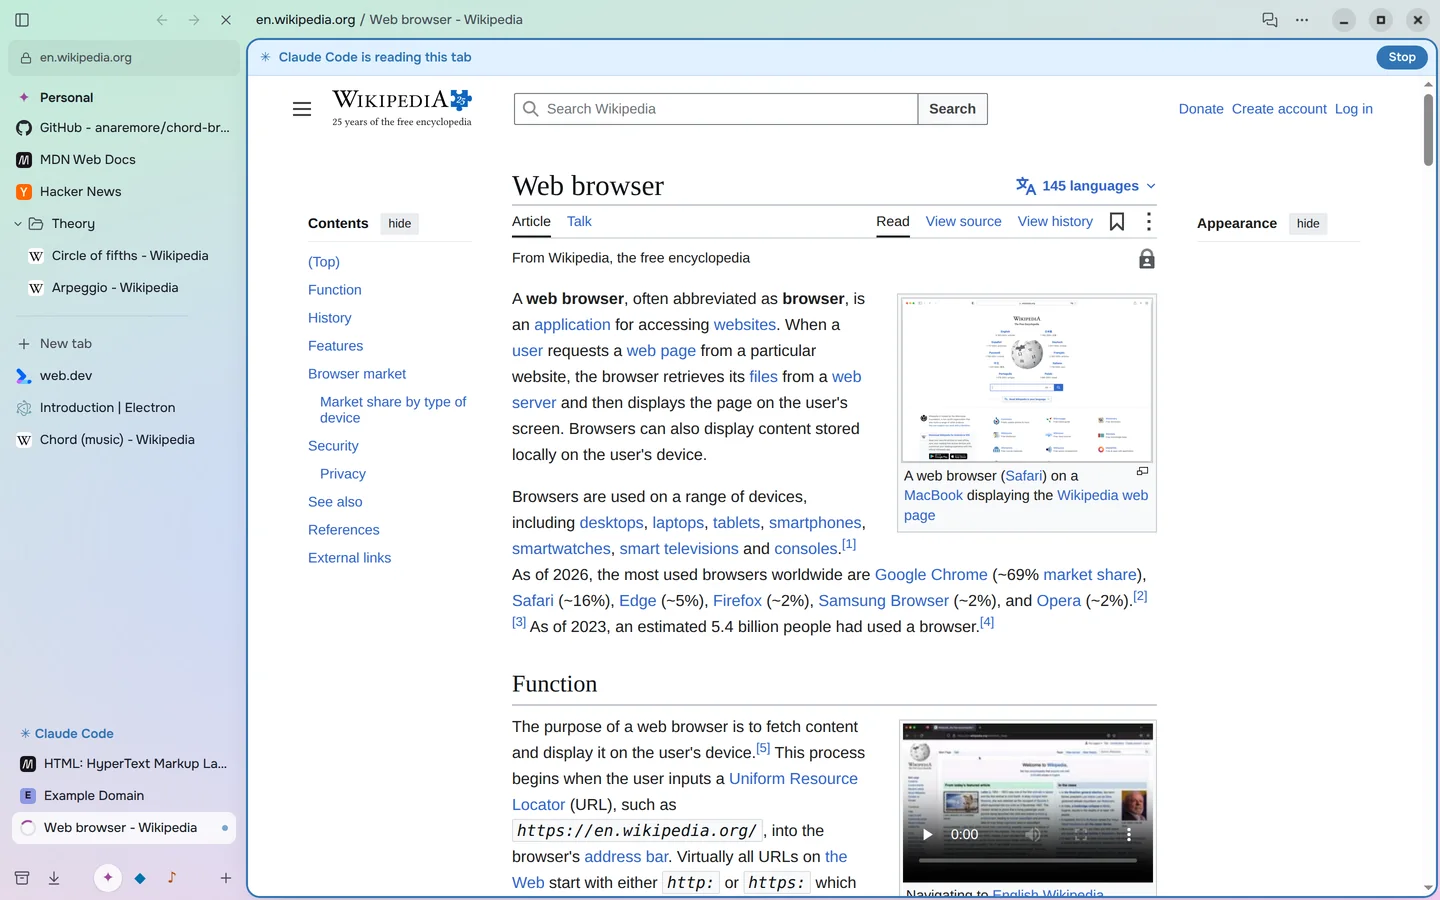 en.wikipedia.org / Web browser - Wikipedia
en.wikipedia.org
Personal
GitHub - anaremore/chord-br...
MDN Web Docs
Hacker News
Theory
Circle of fifths - Wikipedia
Arpeggio - Wikipedia
New tab
web.dev
Introduction | Electron
Chord (music) - Wikipedia
Claude Code
HTML: HyperText Markup La...
Example Domain
Web browser - Wikipedia
Claude Code is reading this tab
Stop
WIKIPEDIA
25
25 years of the free encyclopedia
Search Wikipedia
Search
Donate Create account Log in
Contents hide
(Top)
Function
History
Features
Browser market
Market share by type of
device
Security
Privacy
See also
References
External links
Web browser
145 languages
Article Talk
Read View source View history
From Wikipedia, the free encyclopedia
A web browser, often abbreviated as browser, is
an application for accessing websites. When a
user requests a web page from a particular
website, the browser retrieves its files from a web
server and then displays the page on the user's
screen. Browsers can also display content stored
locally on the user's device.
WIKIPEDIA
A web browser (Safari) on a
MacBook displaying the Wikipedia web
page
Browsers are used on a range of devices,
including desktops, laptops, tablets, smartphones,
smartwatches, smart televisions and consoles.[1]
As of 2026, the most used browsers worldwide are Google Chrome (~69% market share),
Safari (~16%), Edge (~5%), Firefox (~2%), Samsung Browser (~2%), and Opera (~2%).[2]
[3] As of 2023, an estimated 5.4 billion people had used a browser.[4]
Function
The purpose of a web browser is to fetch content
and display it on the user's device.[5] This process
begins when the user inputs a Uniform Resource
Locator (URL), such as
https://en.wikipedia.org/, into the
browser's address bar. Virtually all URLs on the
Web start with either http: or https: which
Welcome to Wikipedia,
0:00
Navigating to English Wikipedia
Appearance hide